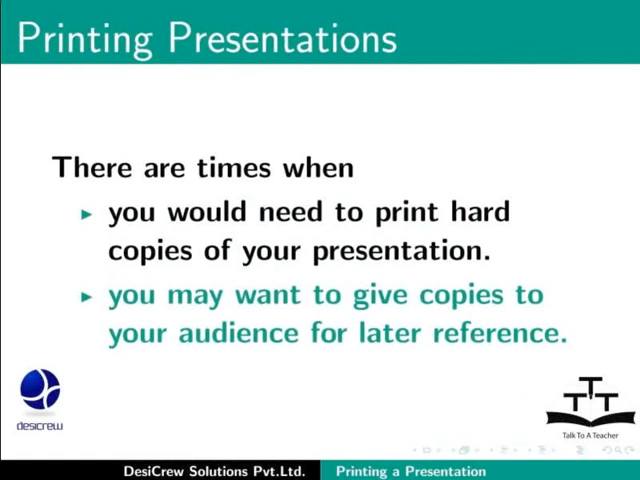 Printing Presentations
There are times when
you would need to print hard
copies of your presentation.
you may want to give copies to
your audience for later reference.
desicrew
TTT
Talk To A Teacher
DesiCrew Solutions Pvt.Ltd. Printing a Presentation